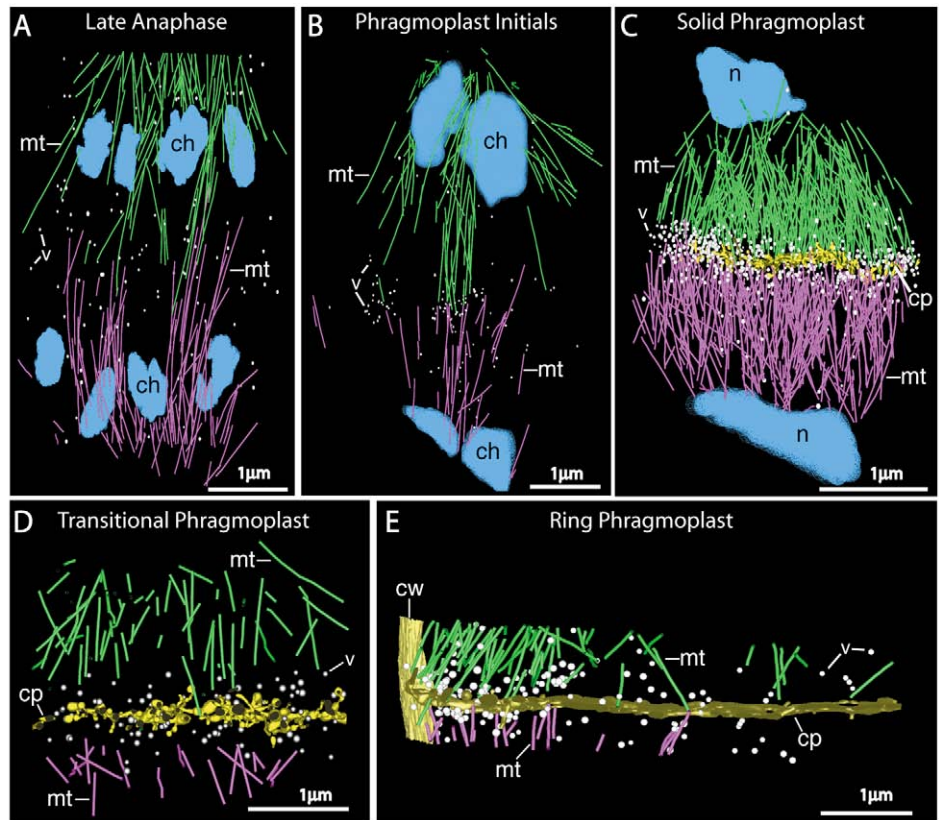 A
Late Anaphase
mt
ch
v
mt
ch
1µm
B
Phragmoplast Initials
ch
mt
v
mt
ch
1µm
C
Solid Phragmoplast
n
mt
v
cp
mt
n
1µm
D
Transitional Phragmoplast
mt
v
cp
mt
1µm
E
Ring Phragmoplast
cw
v
mt
cp
mt
1µm